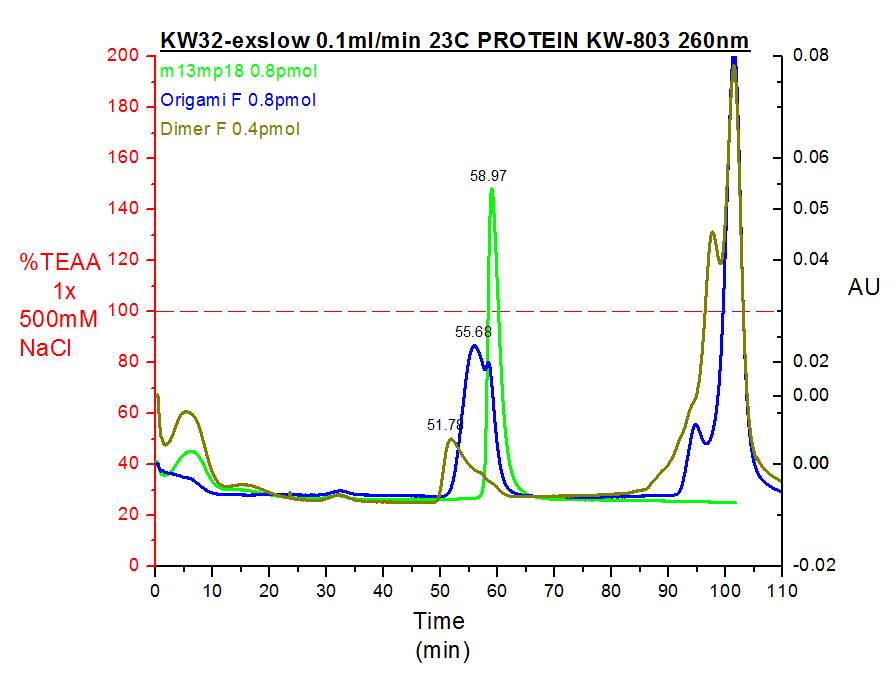 KW32-exslow 0.1ml/min 23C PROTEIN KW-803 260nm
m13mp18 0.8pmol
Origami F 0.8pmol
Dimer F 0.4pmol
200
180
160
140
120
100
80
60
40
20
0
%TEAA
1x
500mM
NaCl
58.97
55.68
51.78
0.08
0.06
0.05
0.04
0.02
0.00
0.00
-0.02
AU
0 10 20 30 40 50 60 70 80 90 100 110
Time
(min)